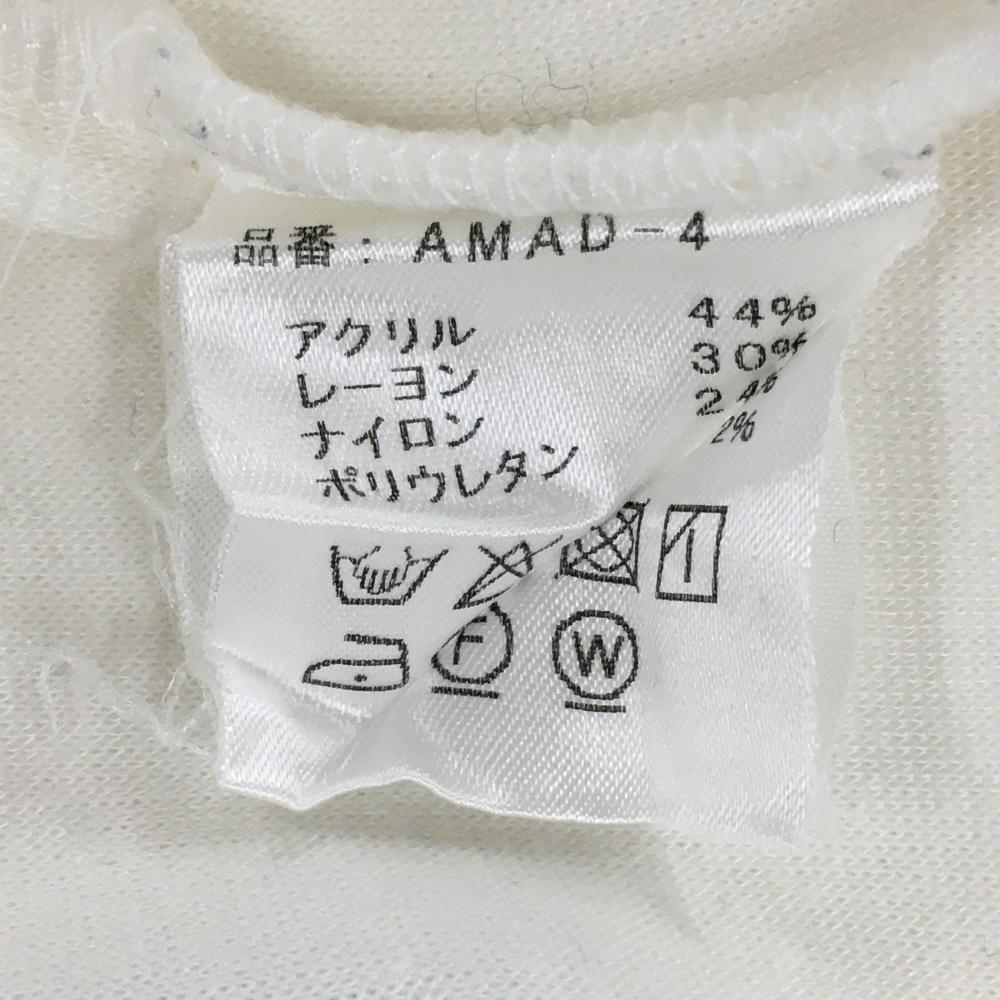 品番: AMAD-4
アクリル 44%
レーヨン 30%
ナイロン 24%
ポリウレタン 2%
F W